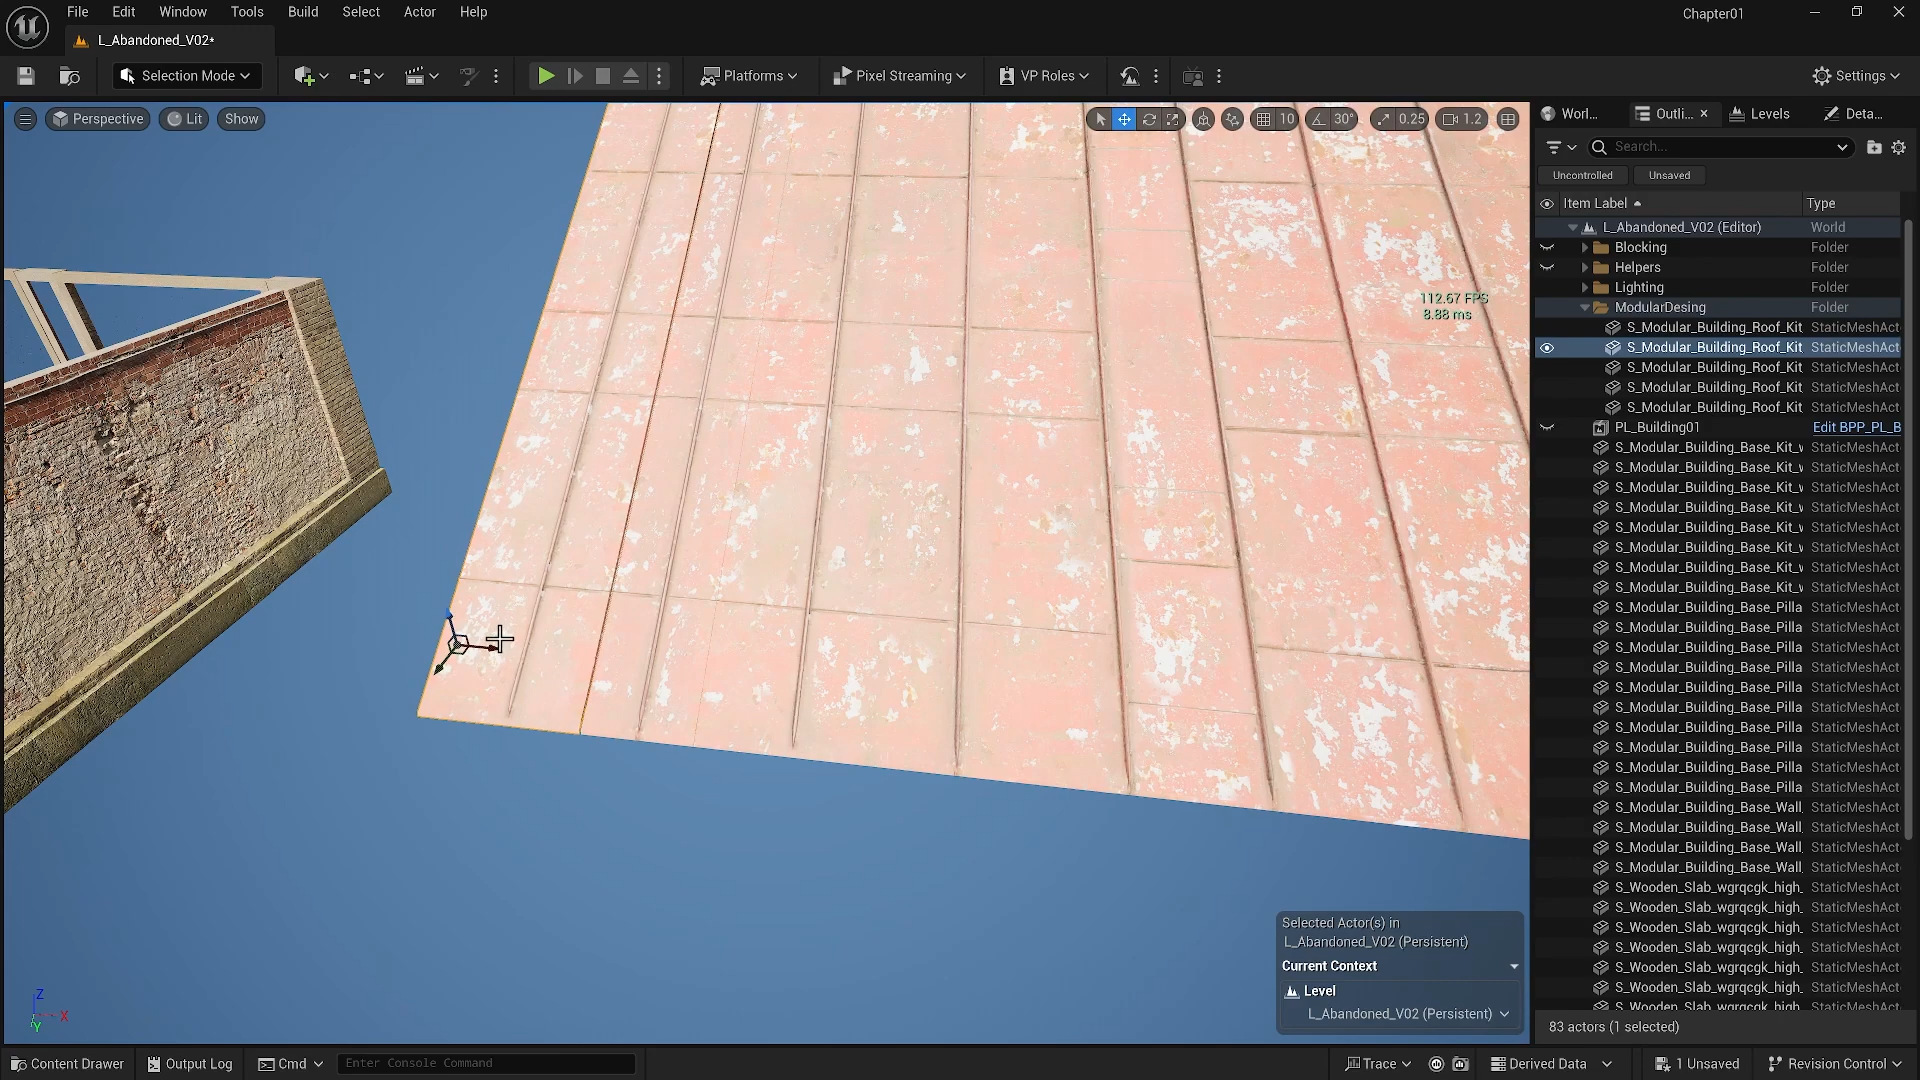 File Edit Window Tools Build Select Actor Help
Chapter01
L_Abandoned_V02*
Selection Mode
Platforms
Pixel Streaming
VP Roles
Settings
Perspective Lit Show
10 30° 0.25 1.2
Worl... Outli... Levels Deta...
Search...
Uncontrolled Unsaved
Item Label Type
L_Abandoned_V02 (Editor) World
Blocking Folder
Helpers Folder
Lighting Folder
ModularDesing Folder
S_Modular_Building_Roof_Kit StaticMeshAct
S_Modular_Building_Roof_Kit StaticMeshAct
S_Modular_Building_Roof_Kit StaticMeshAct
S_Modular_Building_Roof_Kit StaticMeshAct
S_Modular_Building_Roof_Kit StaticMeshAct
PL_Building01 Edit BPP_PL_B
S_Modular_Building_Base_Kit_v StaticMeshAct
S_Modular_Building_Base_Kit_v StaticMeshAct
S_Modular_Building_Base_Kit_v StaticMeshAct
S_Modular_Building_Base_Kit_v StaticMeshAct
S_Modular_Building_Base_Kit_v StaticMeshAct
S_Modular_Building_Base_Kit_v StaticMeshAct
S_Modular_Building_Base_Kit_v StaticMeshAct
S_Modular_Building_Base_Kit_v StaticMeshAct
S_Modular_Building_Base_Pilla StaticMeshAct
S_Modular_Building_Base_Pilla StaticMeshAct
S_Modular_Building_Base_Pilla StaticMeshAct
S_Modular_Building_Base_Pilla StaticMeshAct
S_Modular_Building_Base_Pilla StaticMeshAct
S_Modular_Building_Base_Pilla StaticMeshAct
S_Modular_Building_Base_Pilla StaticMeshAct
S_Modular_Building_Base_Pilla StaticMeshAct
S_Modular_Building_Base_Pilla StaticMeshAct
S_Modular_Building_Base_Pilla StaticMeshAct
S_Modular_Building_Base_Wall_ StaticMeshAct
S_Modular_Building_Base_Wall_ StaticMeshAct
S_Modular_Building_Base_Wall_ StaticMeshAct
S_Modular_Building_Base_Wall_ StaticMeshAct
S_Wooden_Slab_wgrqcgk_high_ StaticMeshAct
S_Wooden_Slab_wgrqcgk_high_ StaticMeshAct
S_Wooden_Slab_wgrqcgk_high_ StaticMeshAct
S_Wooden_Slab_wgrqcgk_high_ StaticMeshAct
S_Wooden_Slab_wgrqcgk_high_ StaticMeshAct
S_Wooden_Slab_wgrqcgk_high_ StaticMeshAct
S_Wooden_Slab_wgrqcgk_high_ StaticMeshAct
83 actors (1 selected)
112.67 FPS
8.88 ms
Selected Actor(s) in
L_Abandoned_V02 (Persistent)
Current Context
Level
L_Abandoned_V02 (Persistent)
Z
X
Y
Content Drawer Output Log Cmd Enter Console Command
Trace Derived Data 1 Unsaved Revision Control